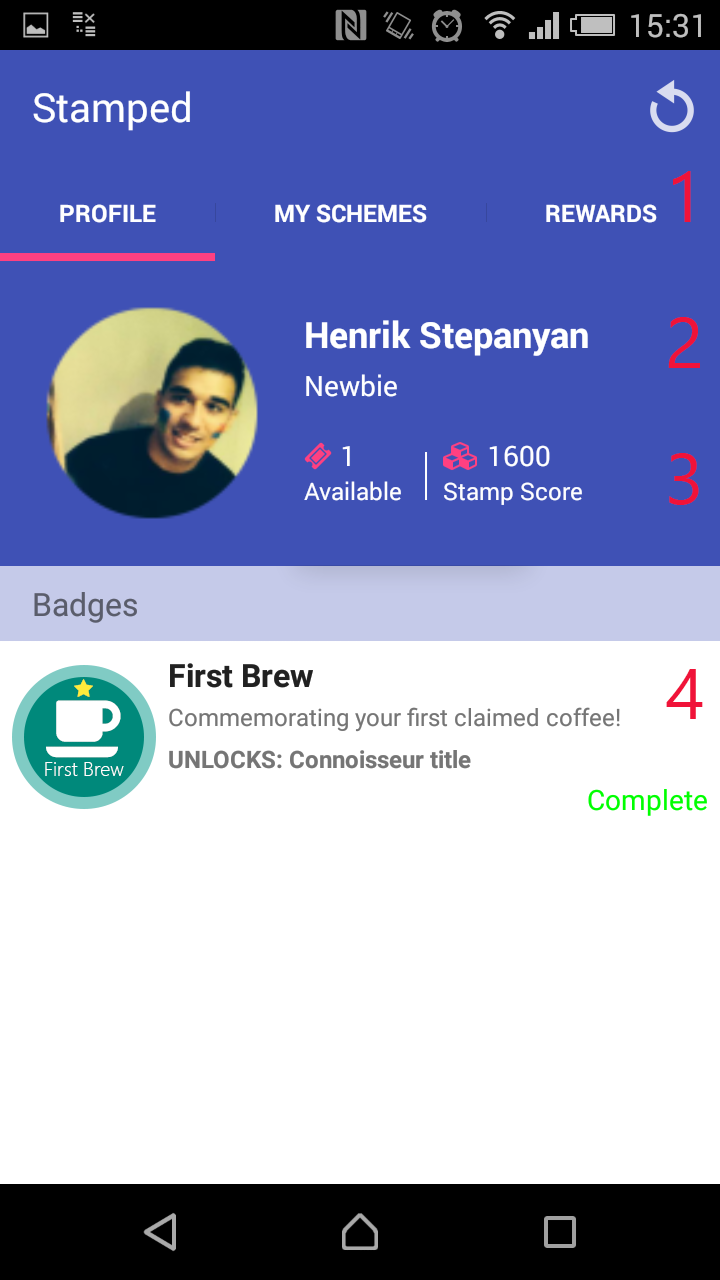 15:31
Stamped
PROFILE MY SCHEMES REWARDS 1
Henrik Stepanyan 2
Newbie
1 1600 3
Available Stamp Score
Badges
First Brew 4
Commemorating your first claimed coffee!
UNLOCKS: Connoisseur title
First Brew
Complete